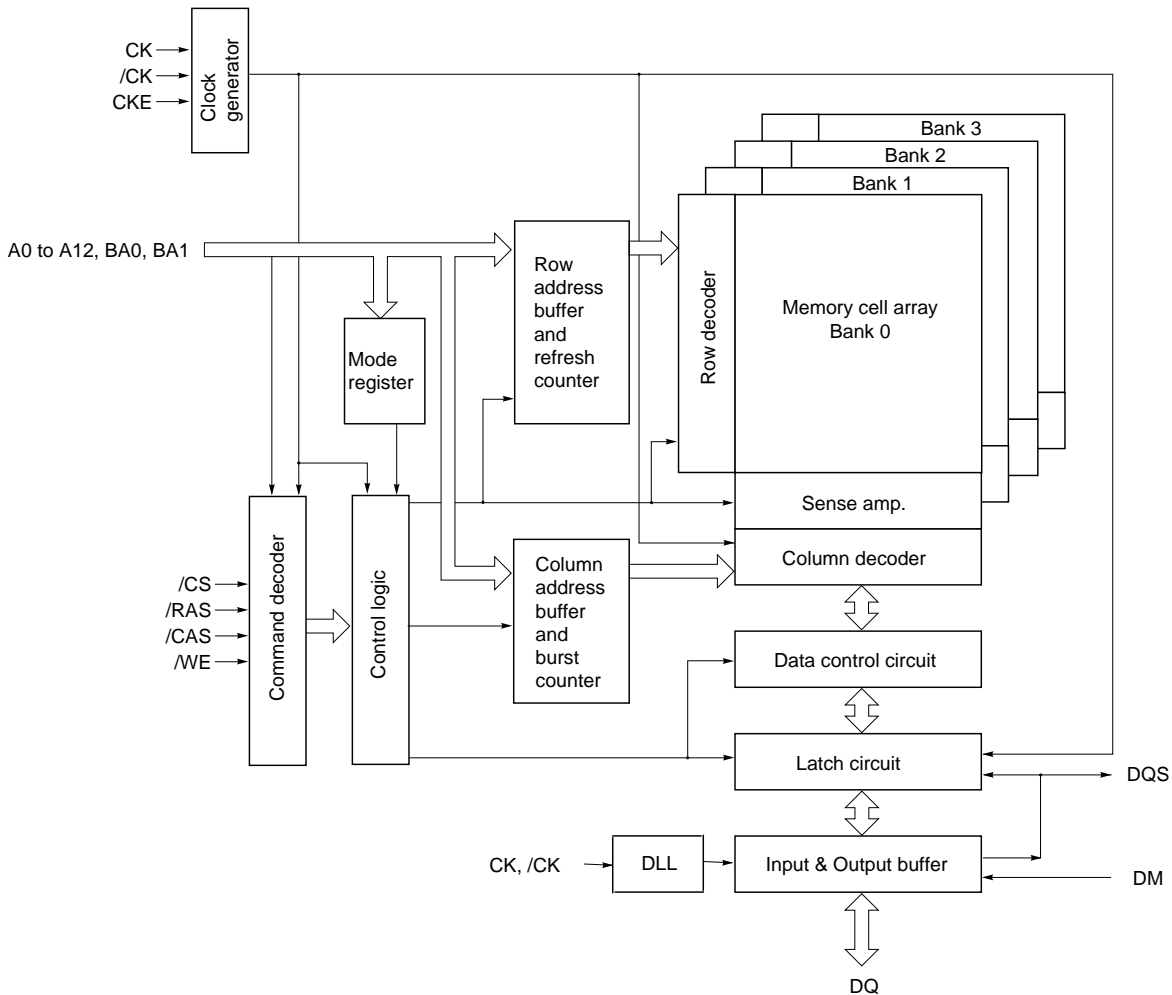 CK
/CK
CKE
Clock
generator
Bank 3
Bank 2
Bank 1
A0 to A12, BA0, BA1
Mode
register
Row
address
buffer
and
refresh
counter
Row decoder
Memory cell array
Bank 0
Sense amp.
Column decoder
/CS
/RAS
/CAS
/WE
Command decoder
Control logic
Column
address
buffer
and
burst
counter
Data control circuit
Latch circuit
DQS
CK, /CK
DLL
Input & Output buffer
DM
DQ